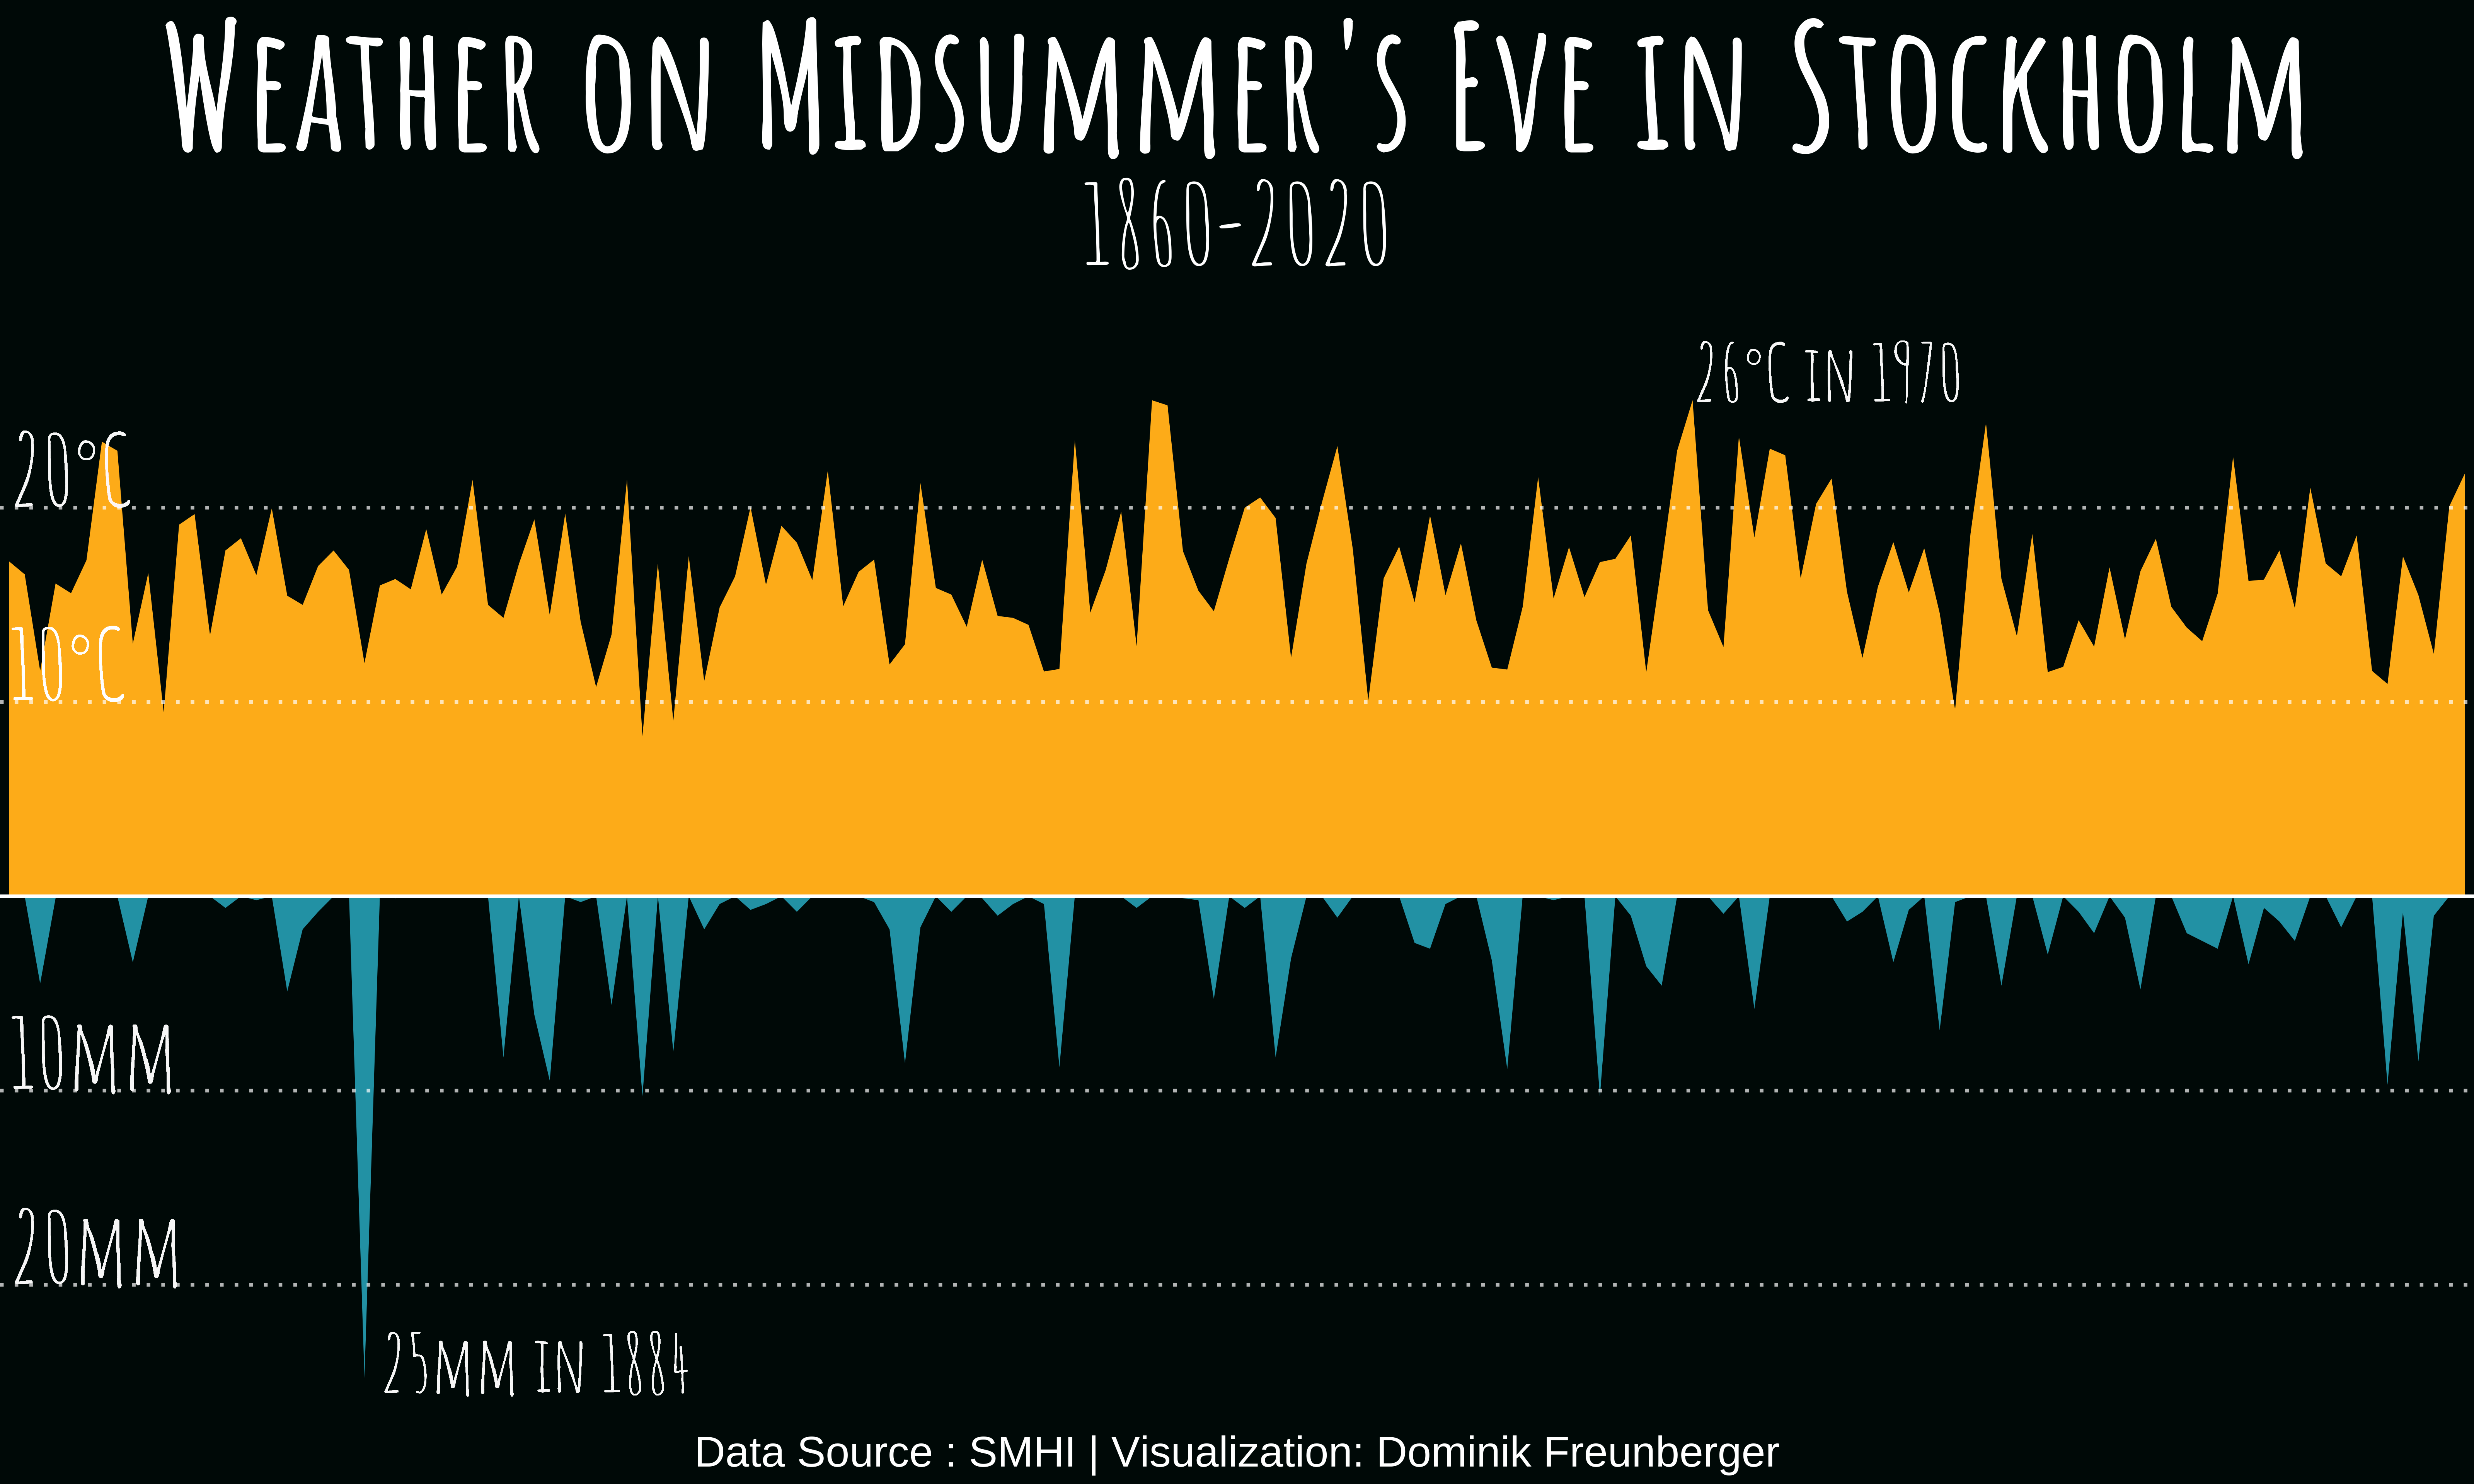 Weather on Midsummer's Eve in Stockholm
1860-2020
26°C in 1970
20°C
10°C
10mm
20mm
25mm in 1884
Data Source : SMHI | Visualization: Dominik Freunberger